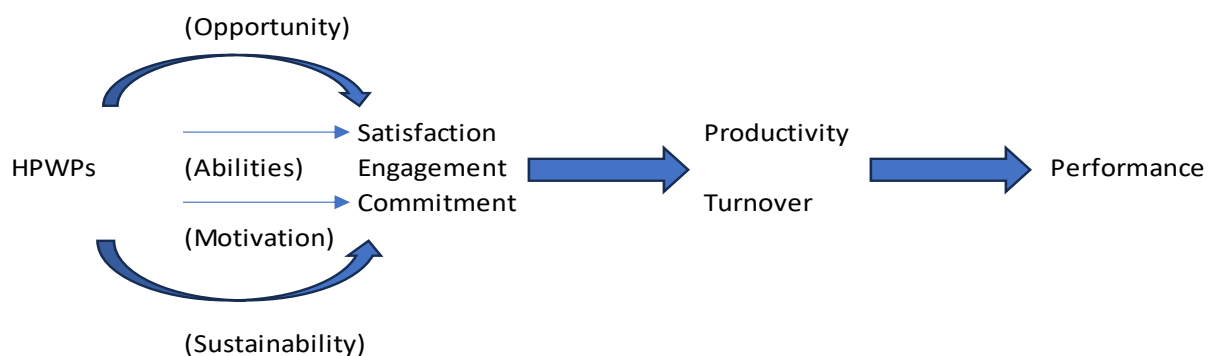 (Opportunity)
Satisfaction Productivity
HPWPs (Abilities) Engagement Performance
Commitment Turnover
(Motivation)
(Sustainability)